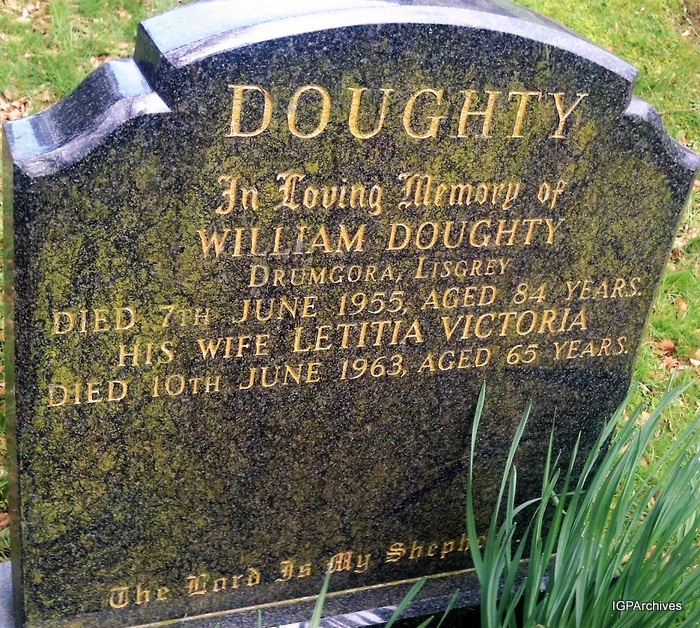 DOUGHTY
In Loving Memory of
WILLIAM DOUGHTY
DRUMGORA, LISGREY
DIED 7TH JUNE 1955, AGED 84 YEARS.
HIS WIFE LETITIA VICTORIA
DIED 10TH JUNE 1963, AGED 65 YEARS.
The Lord Is My Sheph
IGPArchives